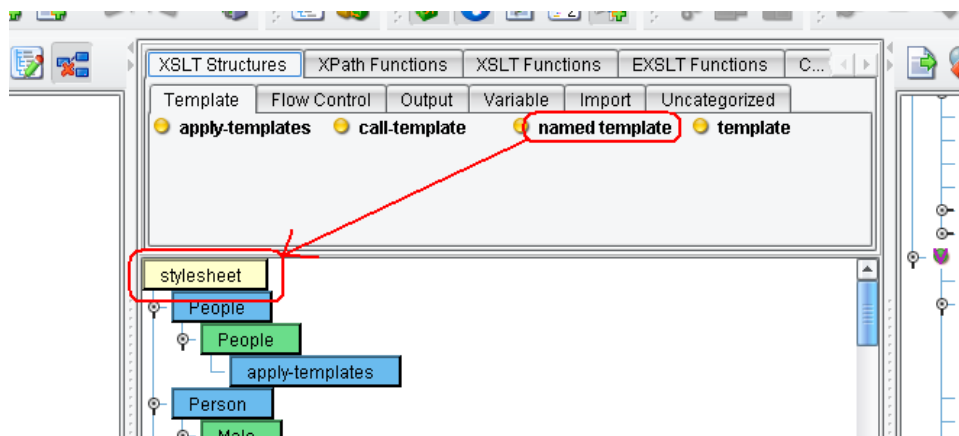 XSLT Structures XPath Functions XSLT Functions EXSLT Functions C...
Template Flow Control Output Variable Import Uncategorized
apply-templates call-template named template template
stylesheet
People
People
apply-templates
Person
Male